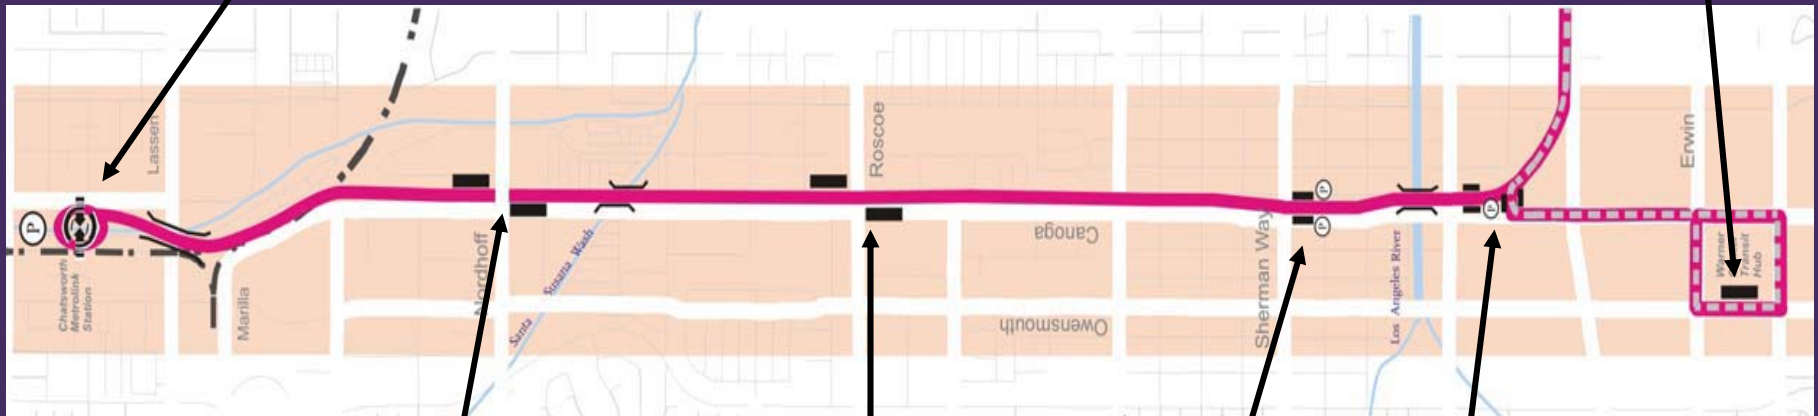 P
Chatsworth
Metrolink
Station
Lassen
Marilla
Nordhoff
Santa
Susana Wash
Roscoe
Canoga
Owensmouth
Sherman Way
P
P
Los Angeles River
P
Erwin
Warner
Transit
Hub